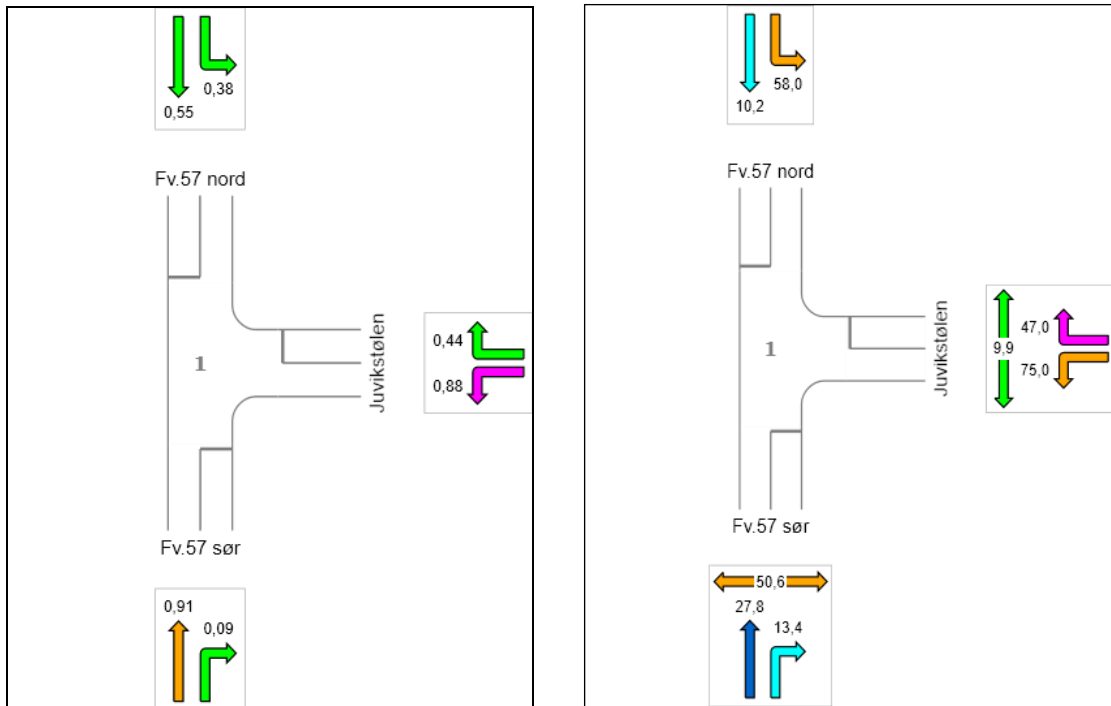 0,38
0,55
Fv.57 nord
1
Juvikstølen
0,44
0,88
Fv.57 sør
0,91
0,09
58,0
10,2
Fv.57 nord
1
Juvikstølen
47,0
9,9
75,0
Fv.57 sør
50,6
27,8
13,4